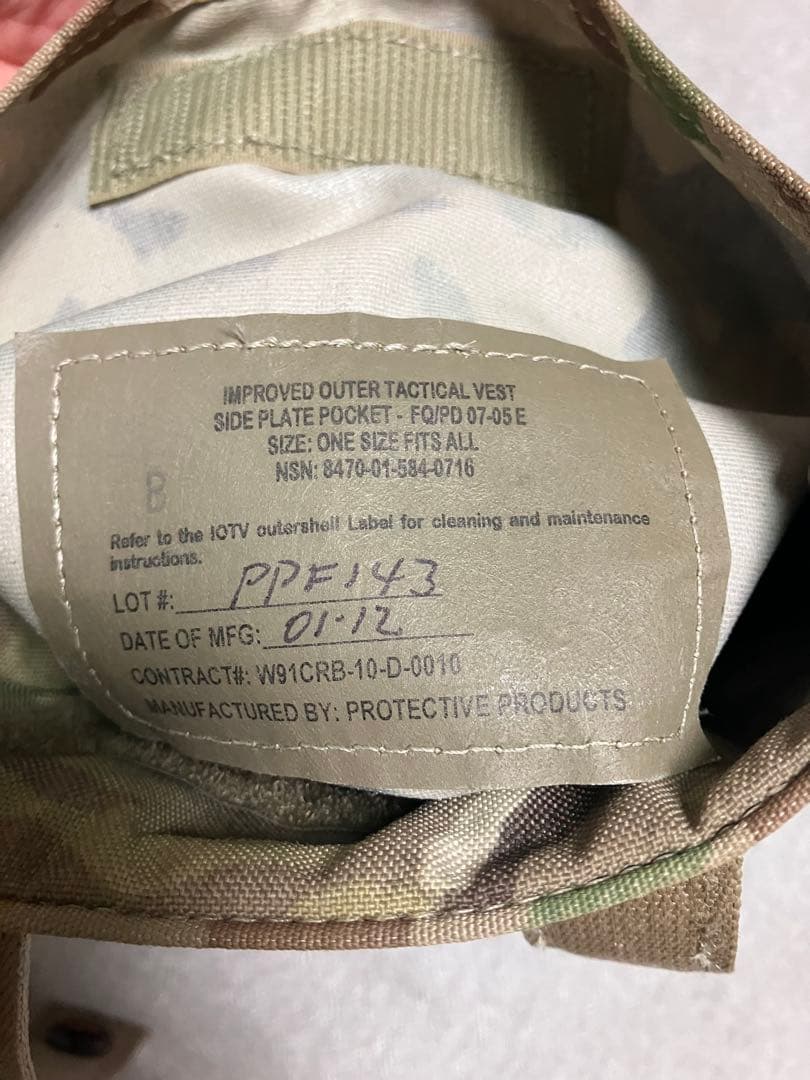 IMPROVED OUTER TACTICAL VEST
SIDE PLATE POCKET - FQ/PD 07-05 E
SIZE: ONE SIZE FITS ALL
NSN: 8470-01-584-0716
B
Refer to the IOTV outershell Label for cleaning and maintenance
instructions.
LOT #: PPF143
DATE OF MFG: 01-12
CONTRACT#: W91CRB-10-D-0010
MANUFACTURED BY: PROTECTIVE PRODUCTS